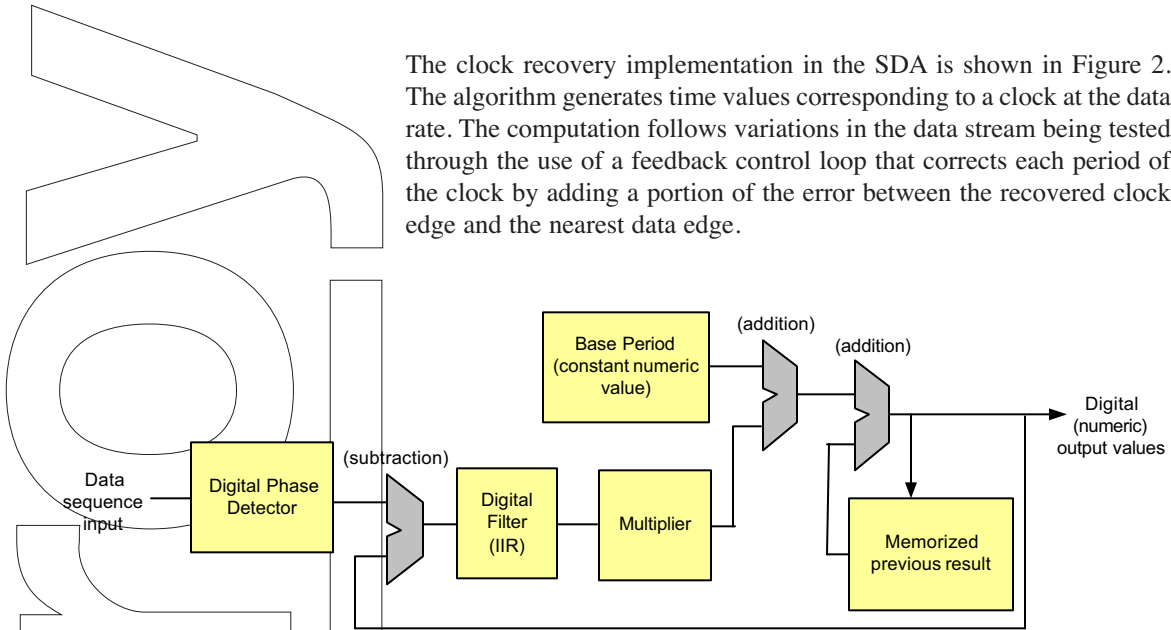 The clock recovery implementation in the SDA is shown in Figure 2.
The algorithm generates time values corresponding to a clock at the data
rate. The computation follows variations in the data stream being tested
through the use of a feedback control loop that corrects each period of
the clock by adding a portion of the error between the recovered clock
edge and the nearest data edge.
Base Period
(constant numeric
value)
(addition)
(addition)
Digital
(numeric)
output values
Data
sequence
input
Digital Phase
Detector
(subtraction)
Digital
Filter
(IIR)
Multiplier
Memorized
previous result